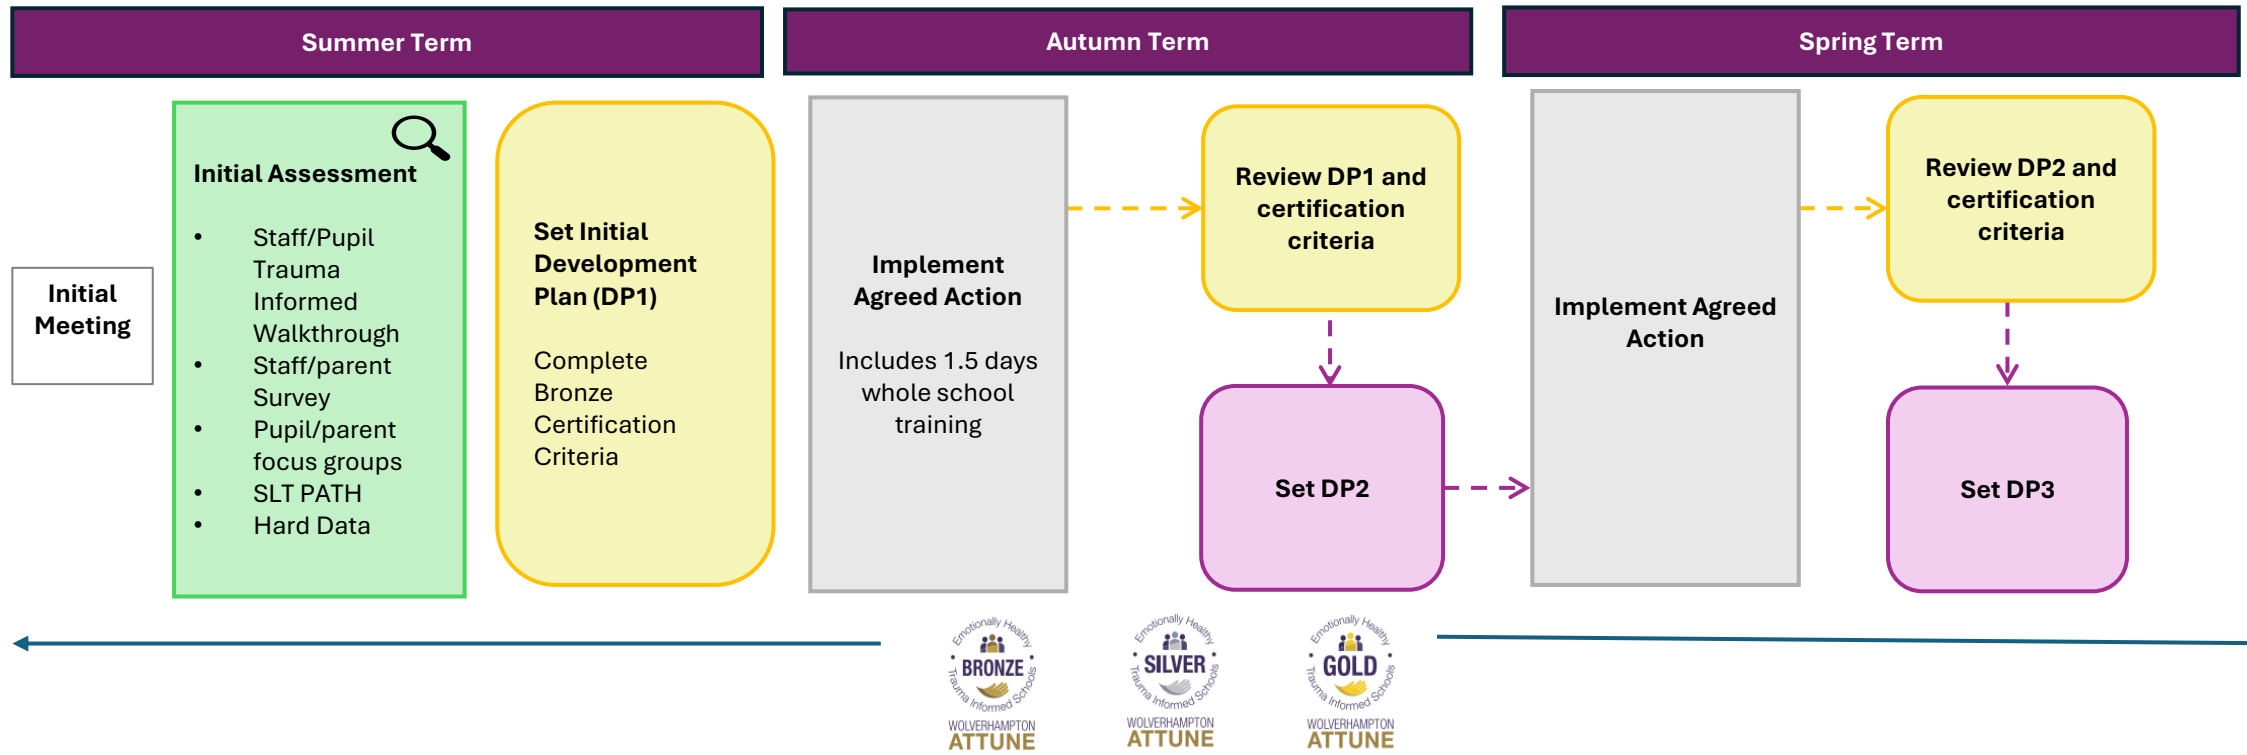 Summer Term
Autumn Term
Spring Term
Initial
Meeting
Initial Assessment
• Staff/Pupil
Trauma
Informed
Walkthrough
• Staff/parent
Survey
• Pupil/parent
focus groups
• SLT PATH
• Hard Data
Set Initial
Development
Plan (DP1)
Complete
Bronze
Certification
Criteria
Implement
Agreed Action
Includes 1.5 days
whole school
training
Review DP1 and
certification
criteria
Set DP2
Implement Agreed
Action
Review DP2 and
certification
criteria
Set DP3
Emotionally Healthy
BRONZE
Trauma Informed Schools
WOLVERHAMPTON
ATTUNE
Emotionally Healthy
SILVER
Trauma Informed Schools
WOLVERHAMPTON
ATTUNE
Emotionally Healthy
GOLD
Trauma Informed Schools
WOLVERHAMPTON
ATTUNE